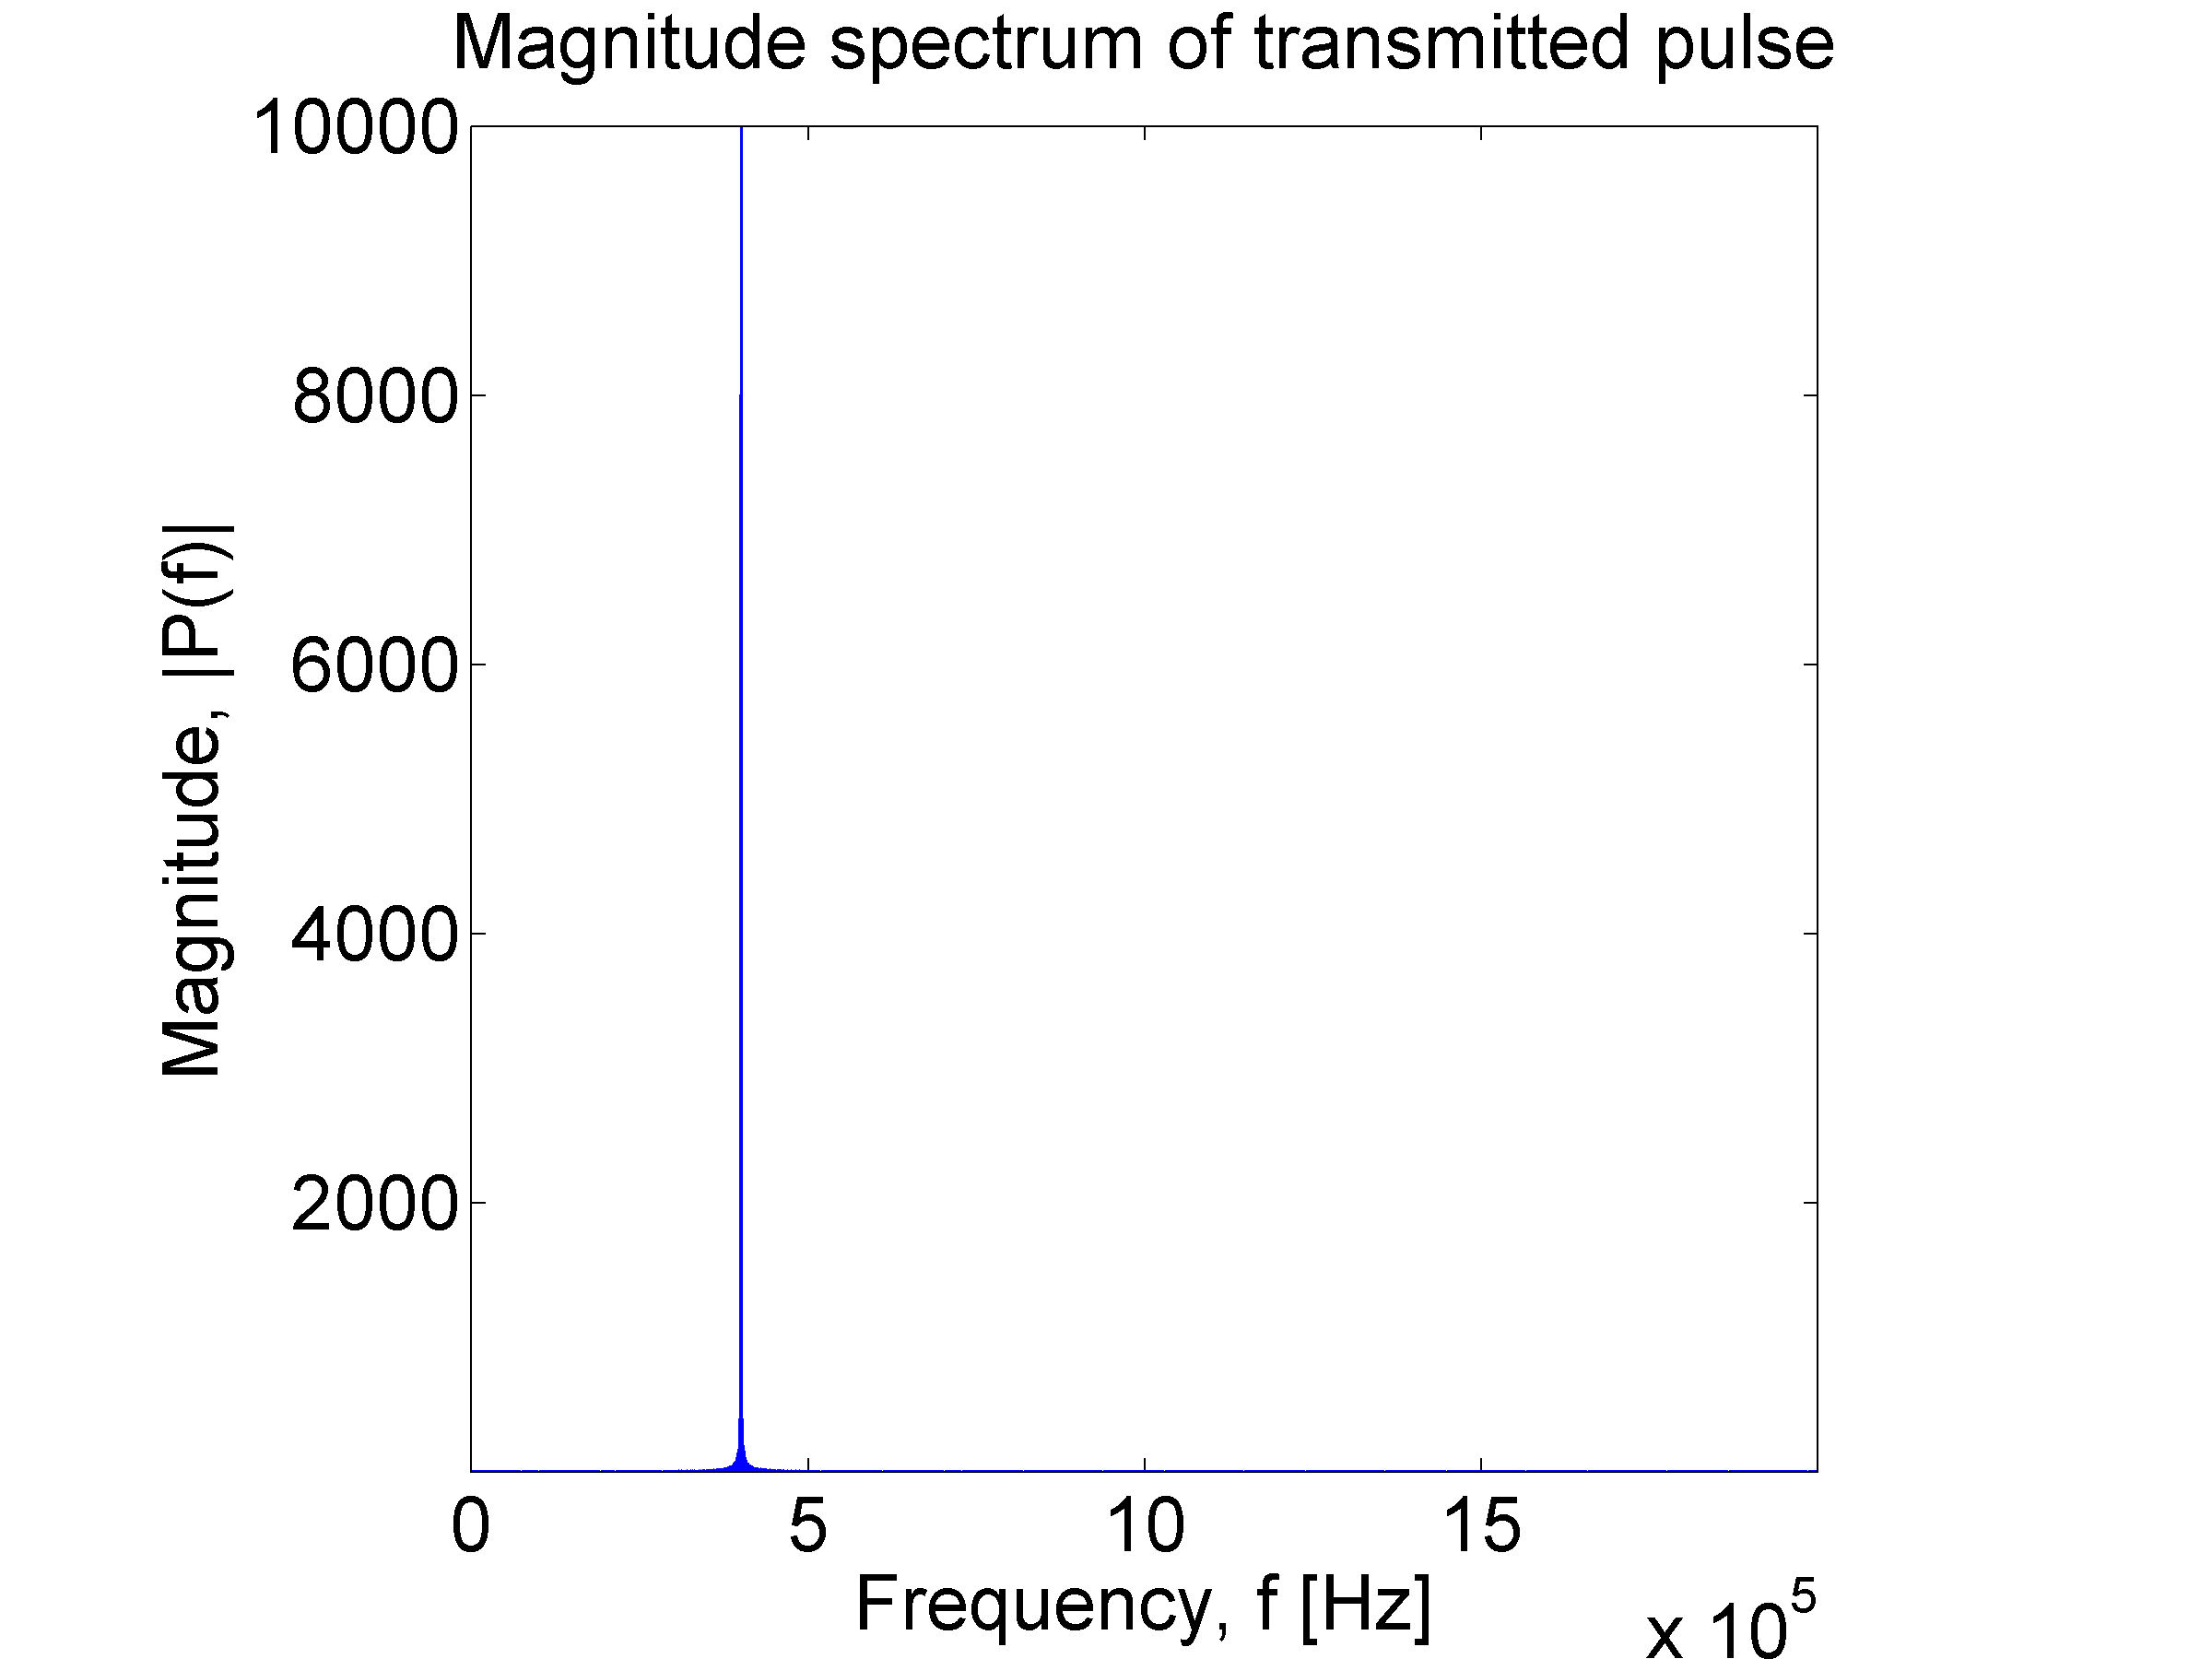 Magnitude spectrum of transmitted pulse
10000
8000
6000
4000
2000
Magnitude, |P(f)|
0 5 10 15
Frequency, f [Hz]
x 10^5